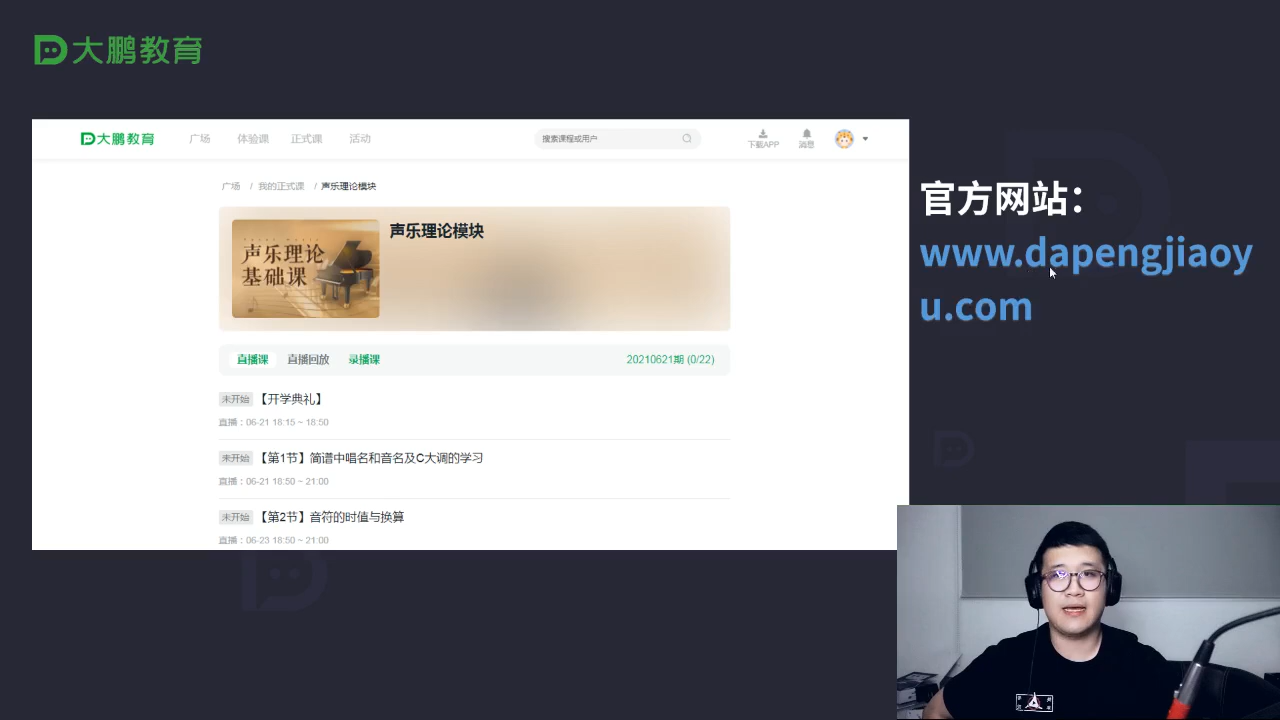 大鹏教育
大鹏教育 广场 体验课 正式课 活动 搜索课程或用户 下载APP 消息
广场 / 我的正式课 / 声乐理论模块
声乐理论模块
声乐理论
基础课
直播课 直播回放 录播课 20210621期 (0/22)
未开始 【开学典礼】
直播：06-21 18:15 ~ 18:50
未开始 【第1节】简谱中唱名和音名及C大调的学习
直播：06-21 18:50 ~ 21:00
未开始 【第2节】音符的时值与换算
直播：06-23 18:50 ~ 21:00
官方网站：
www.dapengjiaoy
u.com